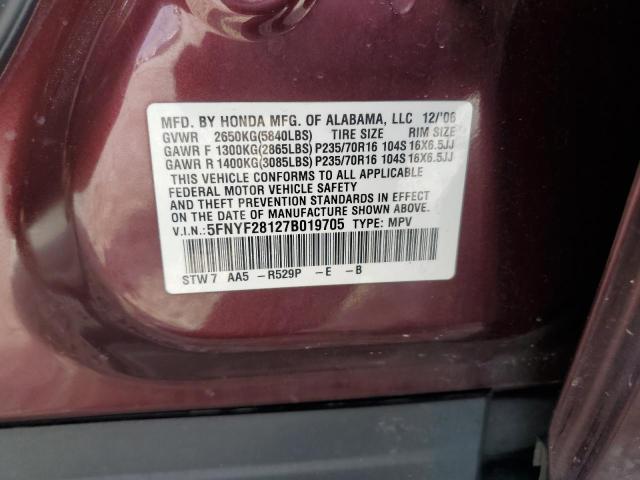 MFD. BY HONDA MFG. OF ALABAMA, LLC 12/'06
GVWR 2650KG(5840LBS) TIRE SIZE RIM SIZE
GAWR F 1300KG(2865LBS) P235/70R16 104S 16X6.5JJ
GAWR R 1400KG(3085LBS) P235/70R16 104S 16X6.5JJ
THIS VEHICLE CONFORMS TO ALL APPLICABLE
FEDERAL MOTOR VEHICLE SAFETY
AND THEFT PREVENTION STANDARDS IN EFFECT
ON THE DATE OF MANUFACTURE SHOWN ABOVE.
V.I.N.: 5FNYF28127B019705 TYPE: MPV
STW7 AA5 -R529P -E -B